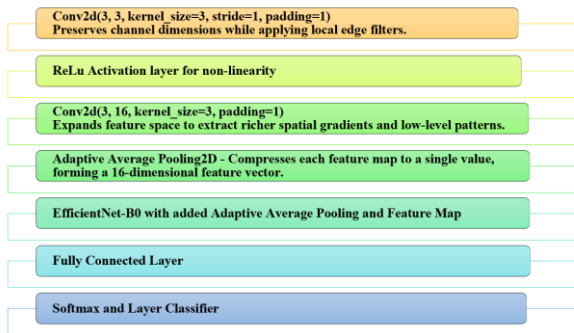 Conv2d(3, 3, kernel_size=3, stride=1, padding=1)
Preserves channel dimensions while applying local edge filters.
ReLu Activation layer for non-linearity
Conv2d(3, 16, kernel_size=3, padding=1)
Expands feature space to extract richer spatial gradients and low-level patterns.
Adaptive Average Pooling2D - Compresses each feature map to a single value,
forming a 16-dimensional feature vector.
EfficientNet-B0 with added Adaptive Average Pooling and Feature Map
Fully Connected Layer
Softmax and Layer Classifier